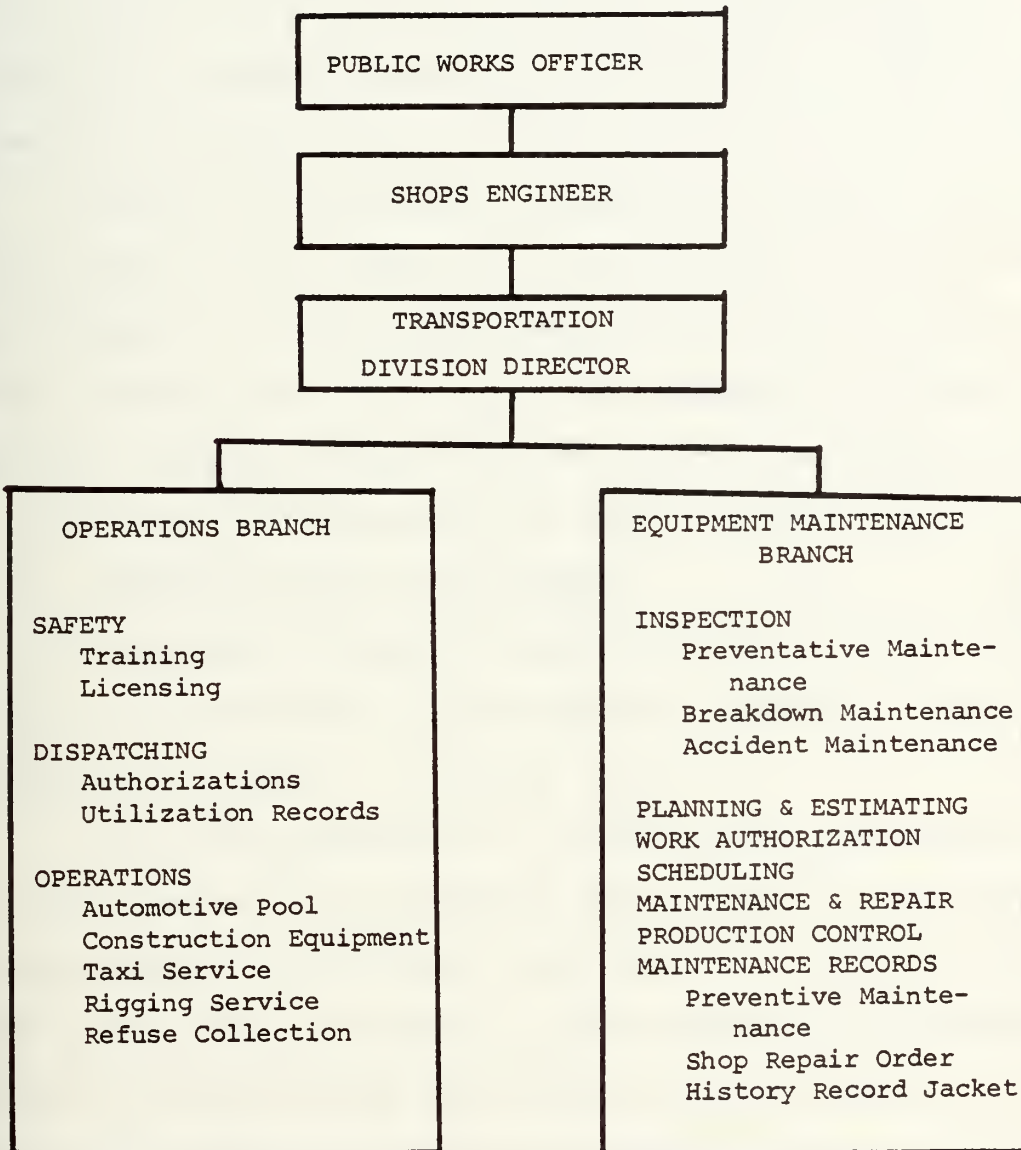 PUBLIC WORKS OFFICER
SHOPS ENGINEER
TRANSPORTATION
DIVISION DIRECTOR
OPERATIONS BRANCH
SAFETY
Training
Licensing
DISPATCHING
Authorizations
Utilization Records
OPERATIONS
Automotive Pool
Construction Equipment
Taxi Service
Rigging Service
Refuse Collection
EQUIPMENT MAINTENANCE
BRANCH
INSPECTION
Preventative Mainte-
nance
Breakdown Maintenance
Accident Maintenance
PLANNING & ESTIMATING
WORK AUTHORIZATION
SCHEDULING
MAINTENANCE & REPAIR
PRODUCTION CONTROL
MAINTENANCE RECORDS
Preventive Mainte-
nance
Shop Repair Order
History Record Jacket